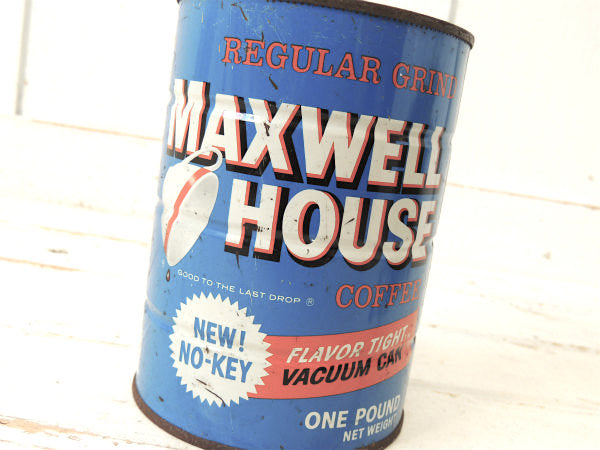 REGULAR GRIND
MAXWELL
HOUSE
GOOD TO THE LAST DROP ®
COFFEE
NEW!
NO-KEY
FLAVOR TIGHT
VACUUM CAN
ONE POUND
NET WEIGHT